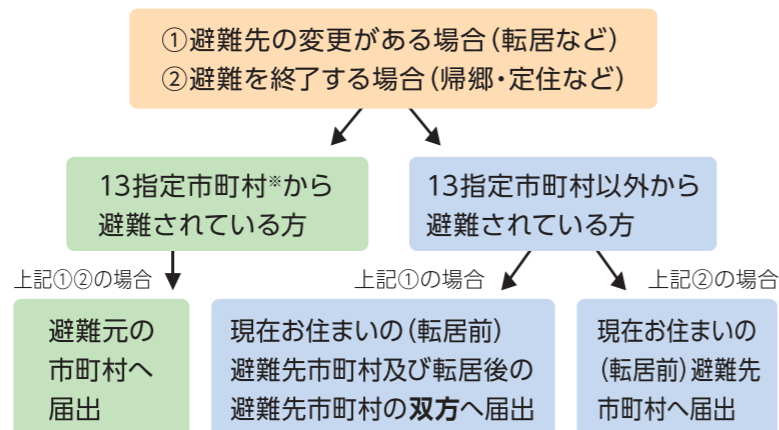 ①避難先の変更がある場合(転居など)
②避難を終了する場合(帰郷・定住など)
13指定市町村※から
避難されている方
13指定市町村以外から
避難されている方
上記①②の場合
避難元の
市町村へ
届出
上記①の場合
現在お住まいの(転居前)
避難先市町村及び転居後の
避難先市町村の双方へ届出
上記②の場合
現在お住まいの
(転居前)避難先
市町村へ届出